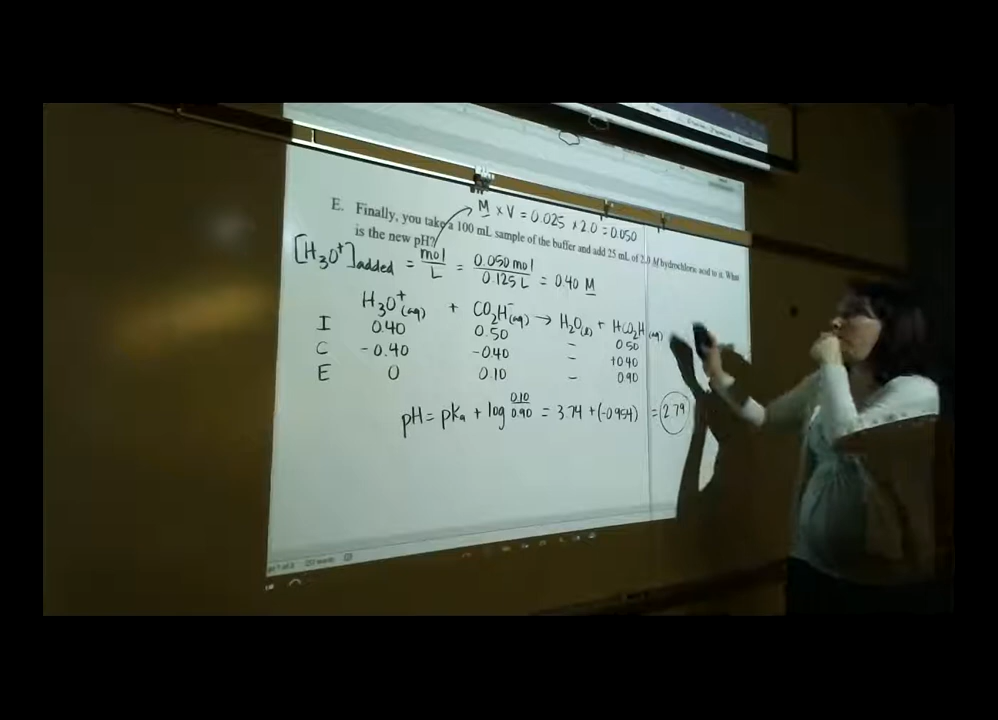 M × V = 0.025 × 2.0 = 0.050
E. Finally, you take a 100 mL sample of the buffer and add 25 mL of 2.0 M hydrochloric acid to it. What
is the new pH?
[H₃O⁺]added = mol/L = 0.050 mol/0.125 L = 0.40 M
H₃O⁺(aq) + CO₂H⁻(aq) → H₂O(l) + HCO₂H(aq)
I 0.40 0.50 – 0.50
C -0.40 -0.40 – +0.40
E 0 0.10 – 0.90
pH = pKa + log 0.10/0.90 = 3.74 + (-0.954) = 2.79